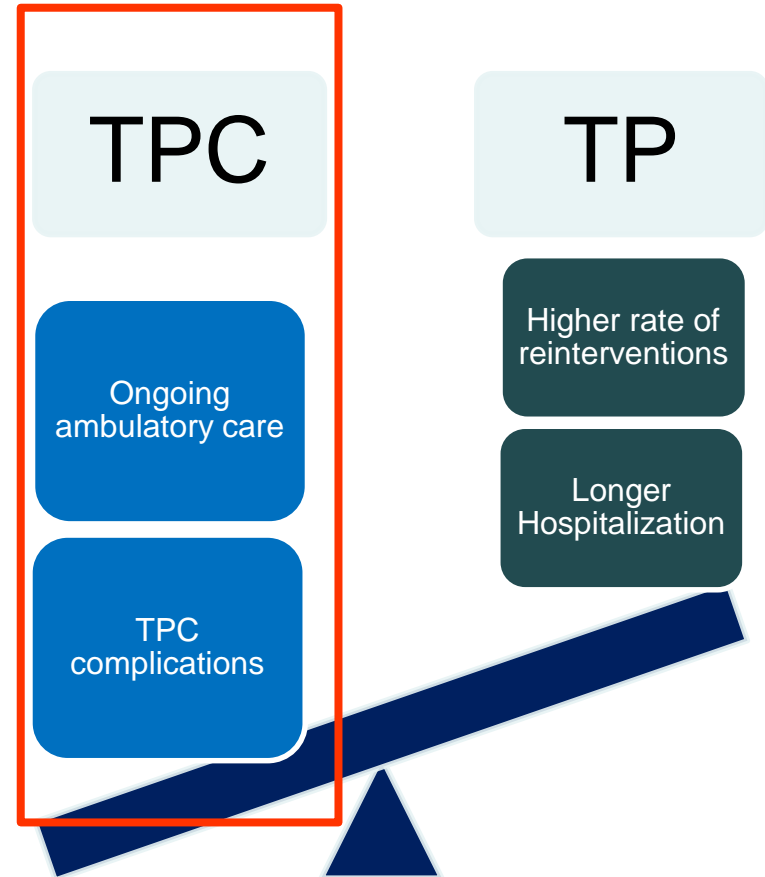 TPC
Ongoing
ambulatory care
TPC
complications
TP
Higher rate of
reinterventions
Longer
Hospitalization